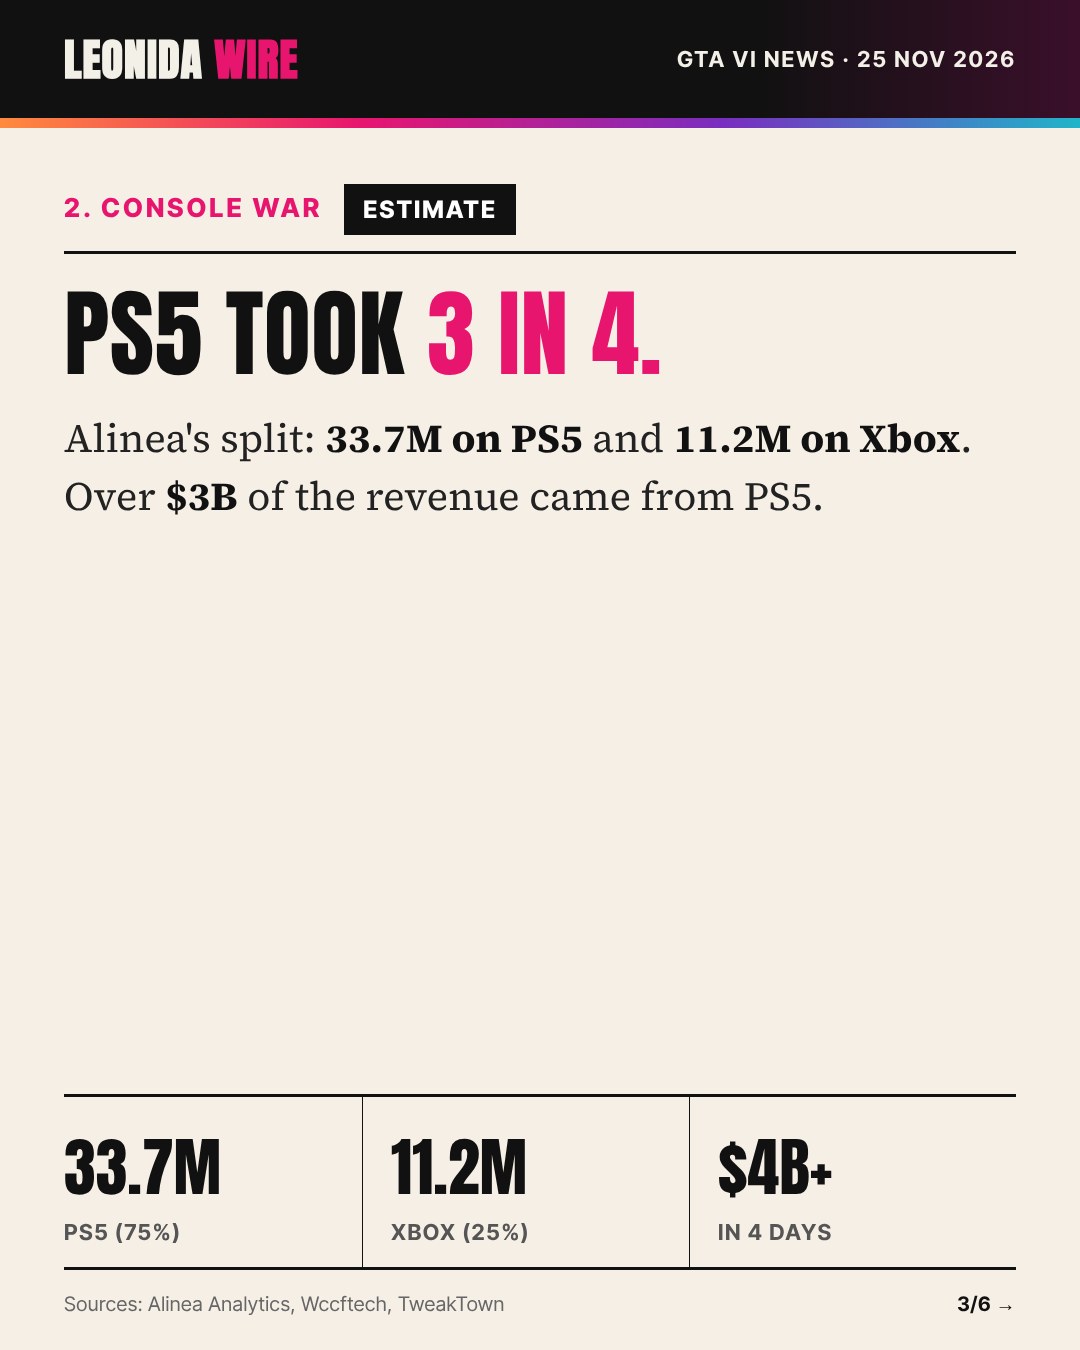 LEONIDA WIRE
GTA VI NEWS · 25 NOV 2026
2. CONSOLE WAR
ESTIMATE
PS5 TOOK 3 IN 4.
Alinea's split: 33.7M on PS5 and 11.2M on Xbox.
Over $3B of the revenue came from PS5.
33.7M
PS5 (75%)
11.2M
XBOX (25%)
$4B+
IN 4 DAYS
Sources: Alinea Analytics, Wccftech, TweakTown
3/6 →